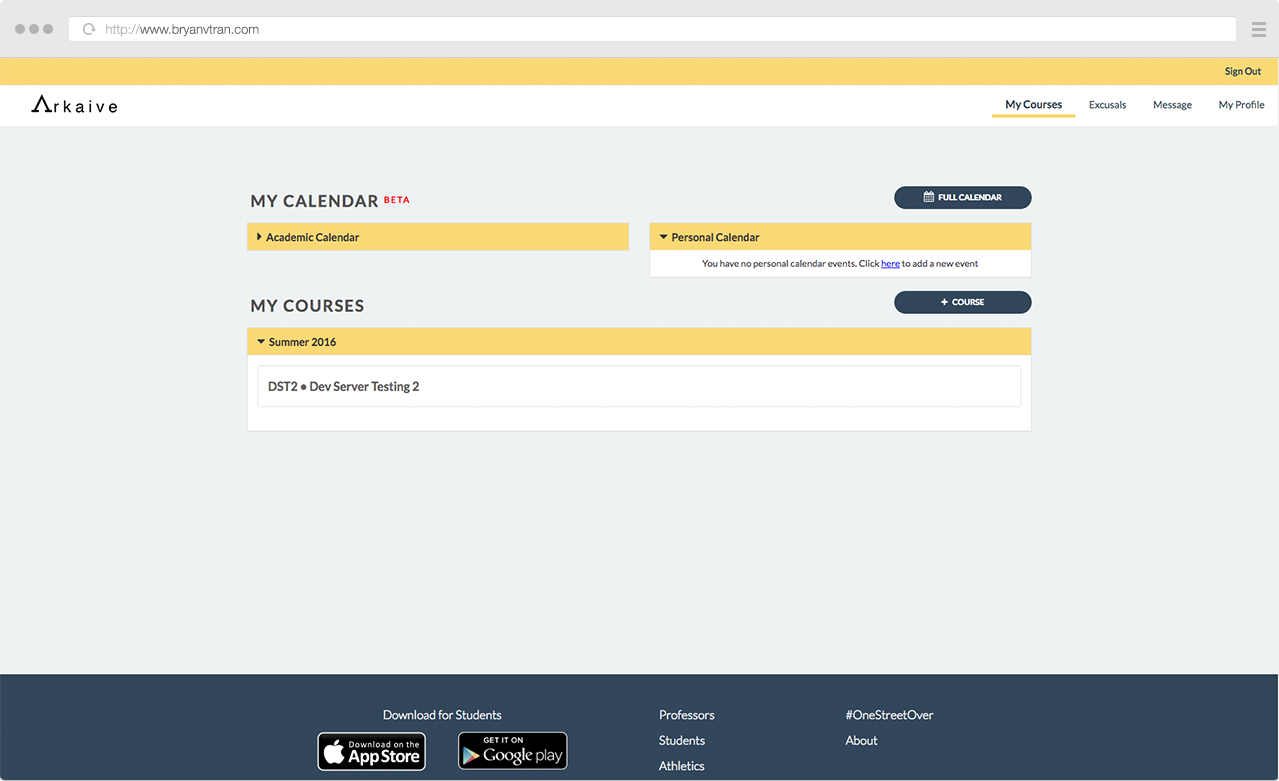 http://www.bryanvtran.com
Sign Out
Arkaive
My Courses
Excusals
Message
My Profile
MY CALENDAR BETA
FULL CALENDAR
Academic Calendar
Personal Calendar
You have no personal calendar events. Click here to add a new event
MY COURSES
+ COURSE
Summer 2016
DST2 • Dev Server Testing 2
Download for Students
Professors
#OneStreetOver
Download on the
App Store
GET IT ON
Google play
Students
About
Athletics